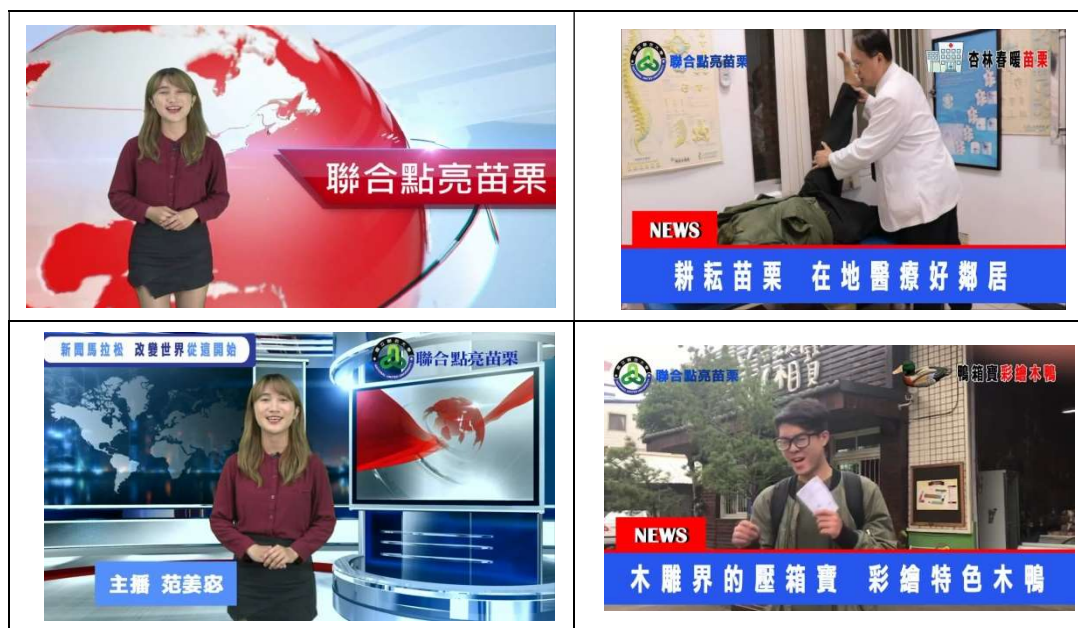 聯合點亮苗栗
聯合點亮苗栗
杏林春暖苗栗
NEWS
耕耘苗栗 在地醫療好鄰居
新聞馬拉松 改變世界從這開始
聯合點亮苗栗
主播 范姜宓
聯合點亮苗栗
鴨箱寶彩繪木鴨
NEWS
木雕界的壓箱寶 彩繪特色木鴨